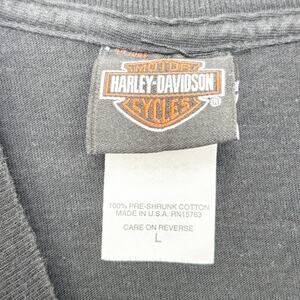 MOTOR
HARLEY-DAVIDSON
CYCLES
®
100% PRE-SHRUNK COTTON
MADE IN U.S.A. RN15763
CARE ON REVERSE
L